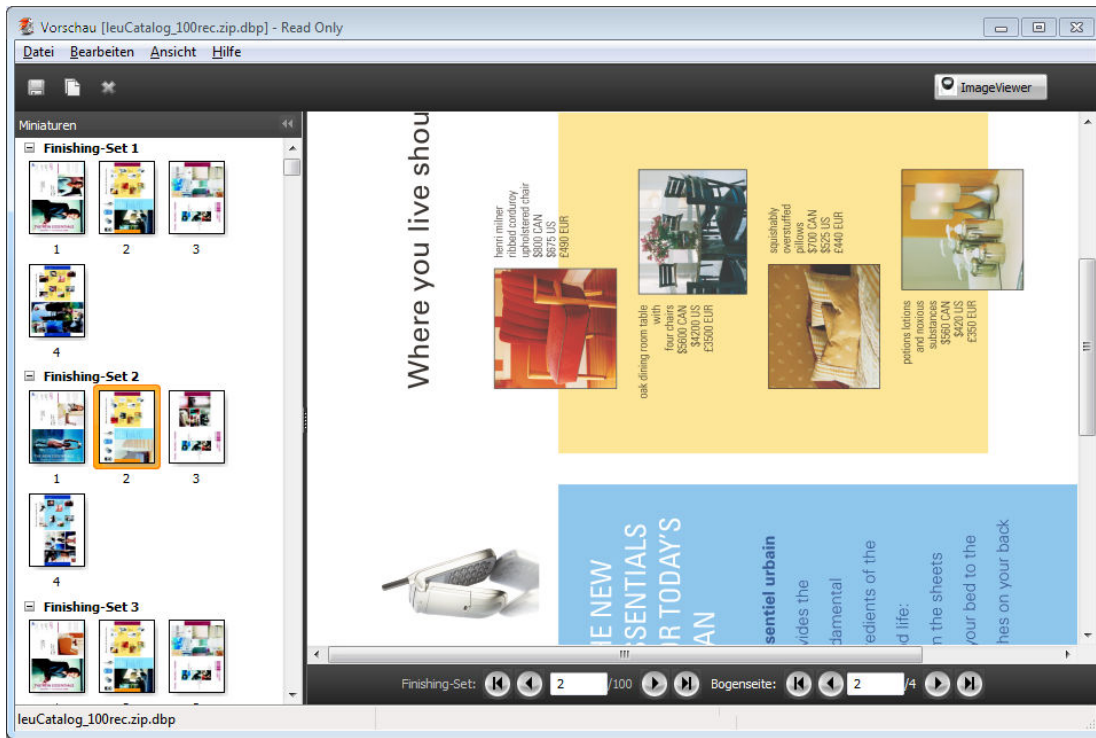 Vorschau [leuCatalog_100rec.zip.dbp] - Read Only
Datei Bearbeiten Ansicht Hilfe
ImageViewer
Miniaturen
Finishing-Set 1
1 2 3
4
Finishing-Set 2
1 2 3
4
Finishing-Set 3
Where you live shou
henri milner
ribbed corduroy
upholstered chair
$800 CAN
$675 US
£490 EUR
oak dining room table
with
four chairs
$5600 CAN
$4200 US
£3500 EUR
squishably
overstuffed
pillows
$700 CAN
$525 US
£440 EUR
potions lotions
and noxious
substances
$560 CAN
$420 US
£350 EUR
HE NEW
SSENTIALS
OR TODAY'S
AN
sentiel urbain
vides the
damental
edients of the
d life:
n the sheets
your bed to the
hes on your back
Finishing-Set: 2 /100 Bogenseite: 2 /4
leuCatalog_100rec.zip.dbp